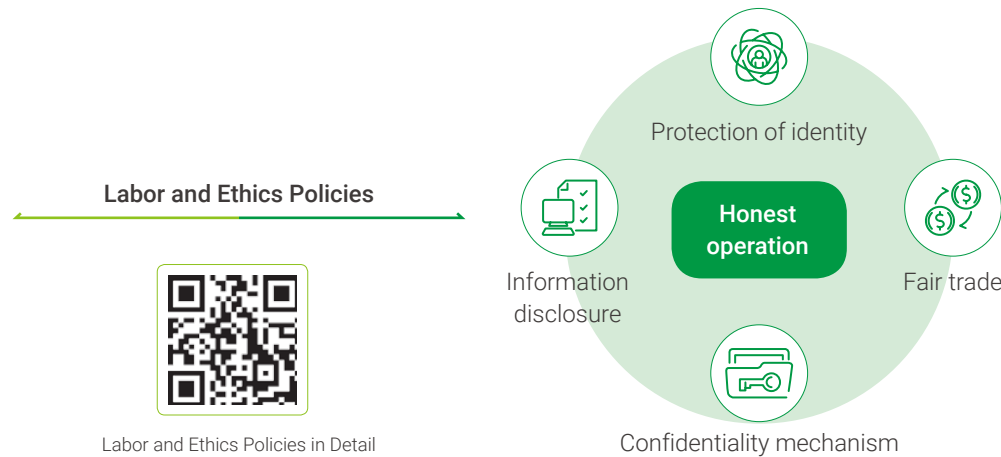 Labor and Ethics Policies
Labor and Ethics Policies in Detail
Protection of identity
Honest
operation
Information
disclosure
Fair trade
Confidentiality mechanism